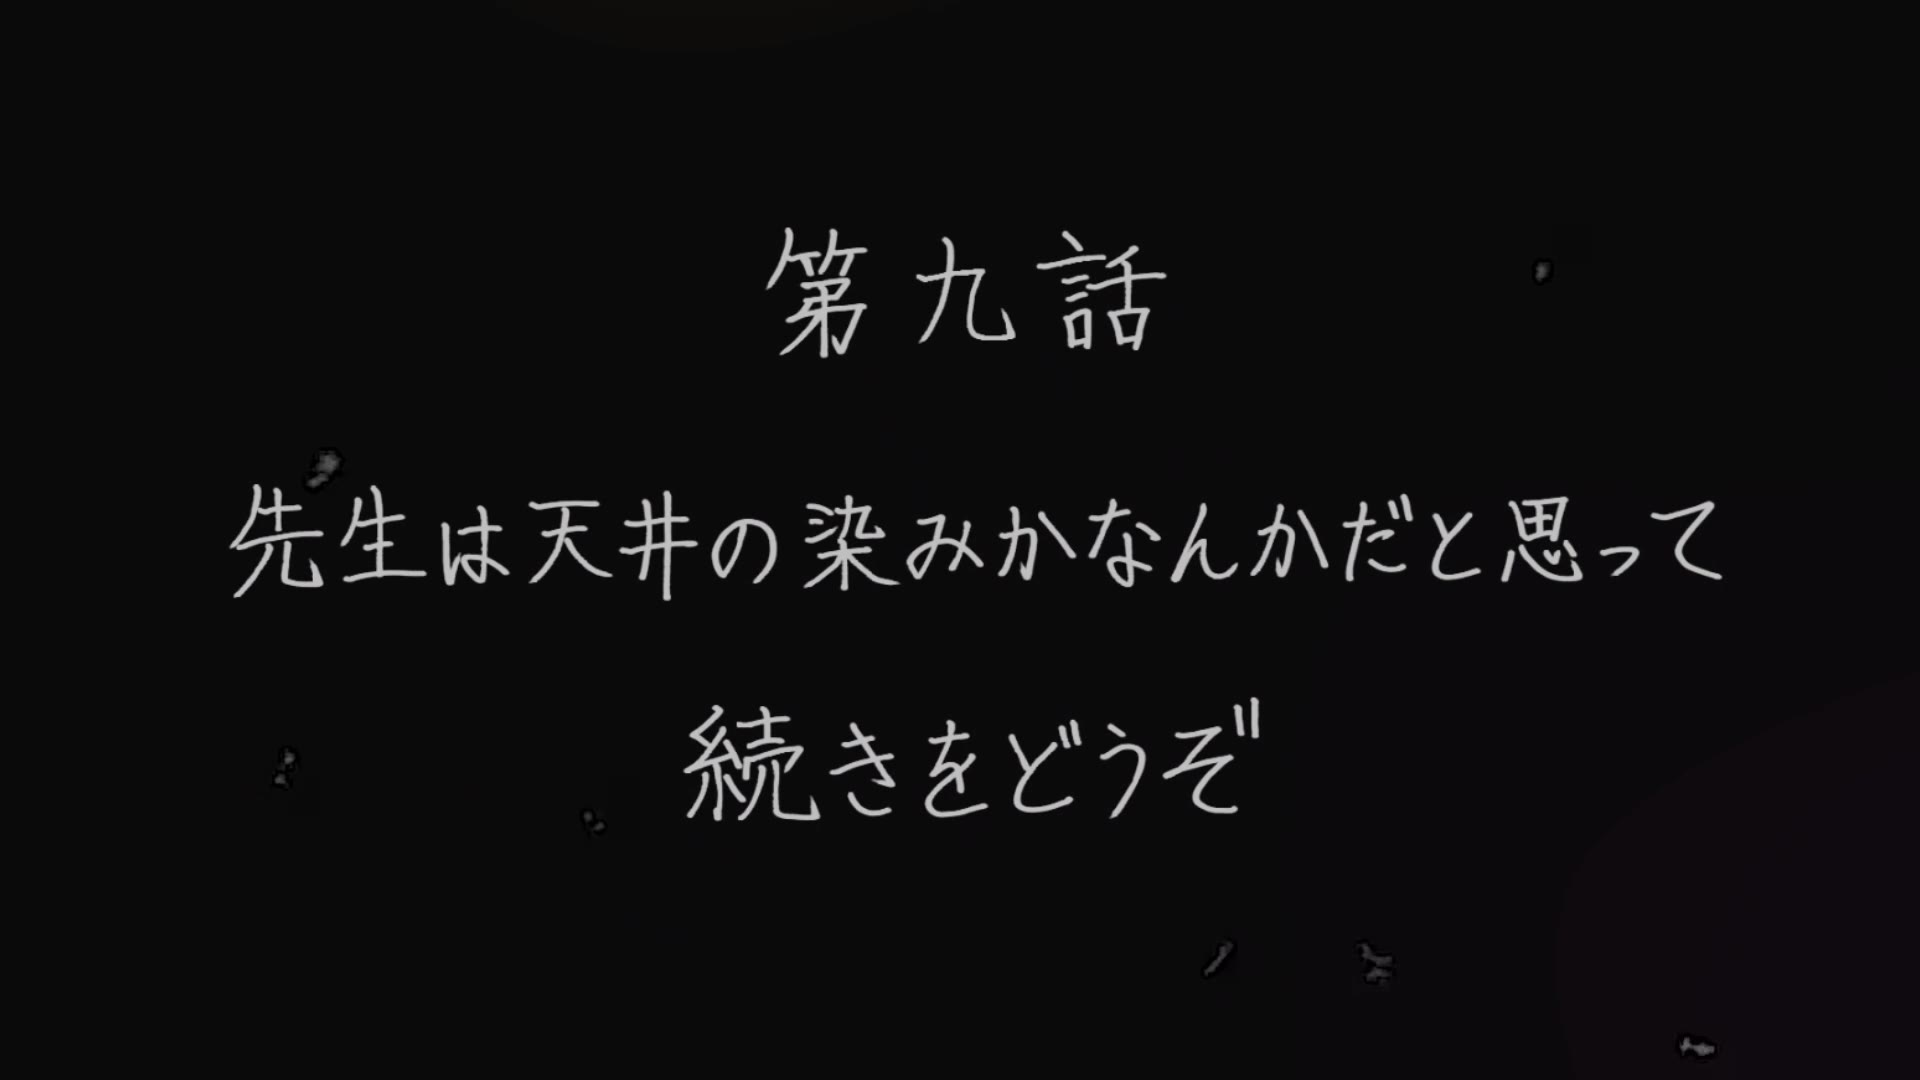 第九話
先生は天井の染みかなんかだと思って
続きをどうぞ